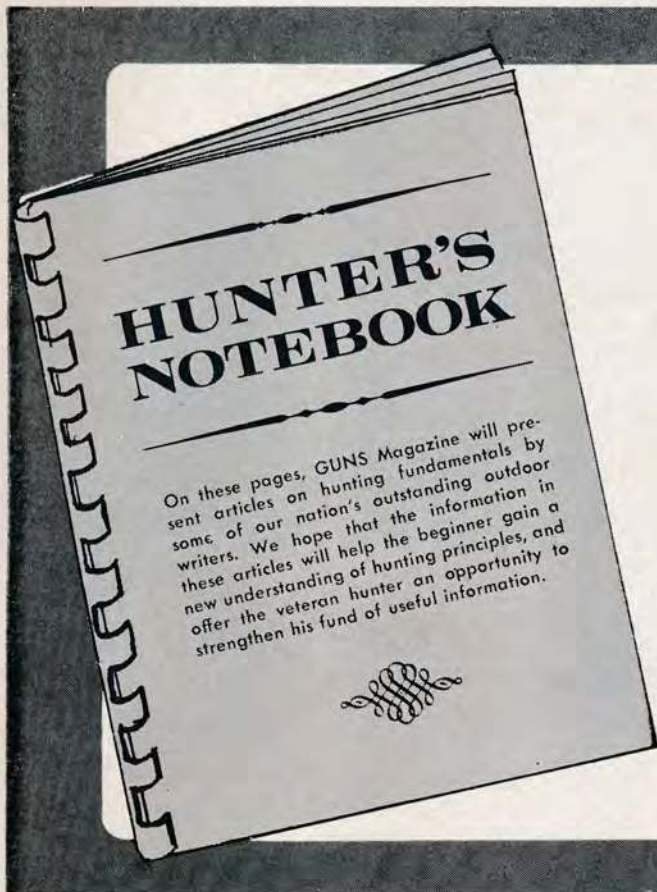 HUNTER'S
NOTEBOOK
On these pages, GUNS Magazine will pre-
sent articles on hunting fundamentals by
some of our nation's outstanding outdoor
writers. We hope that the information in
these articles will help the beginner gain a
new understanding of hunting principles, and
offer the veteran hunter an opportunity to
strengthen his fund of useful information.